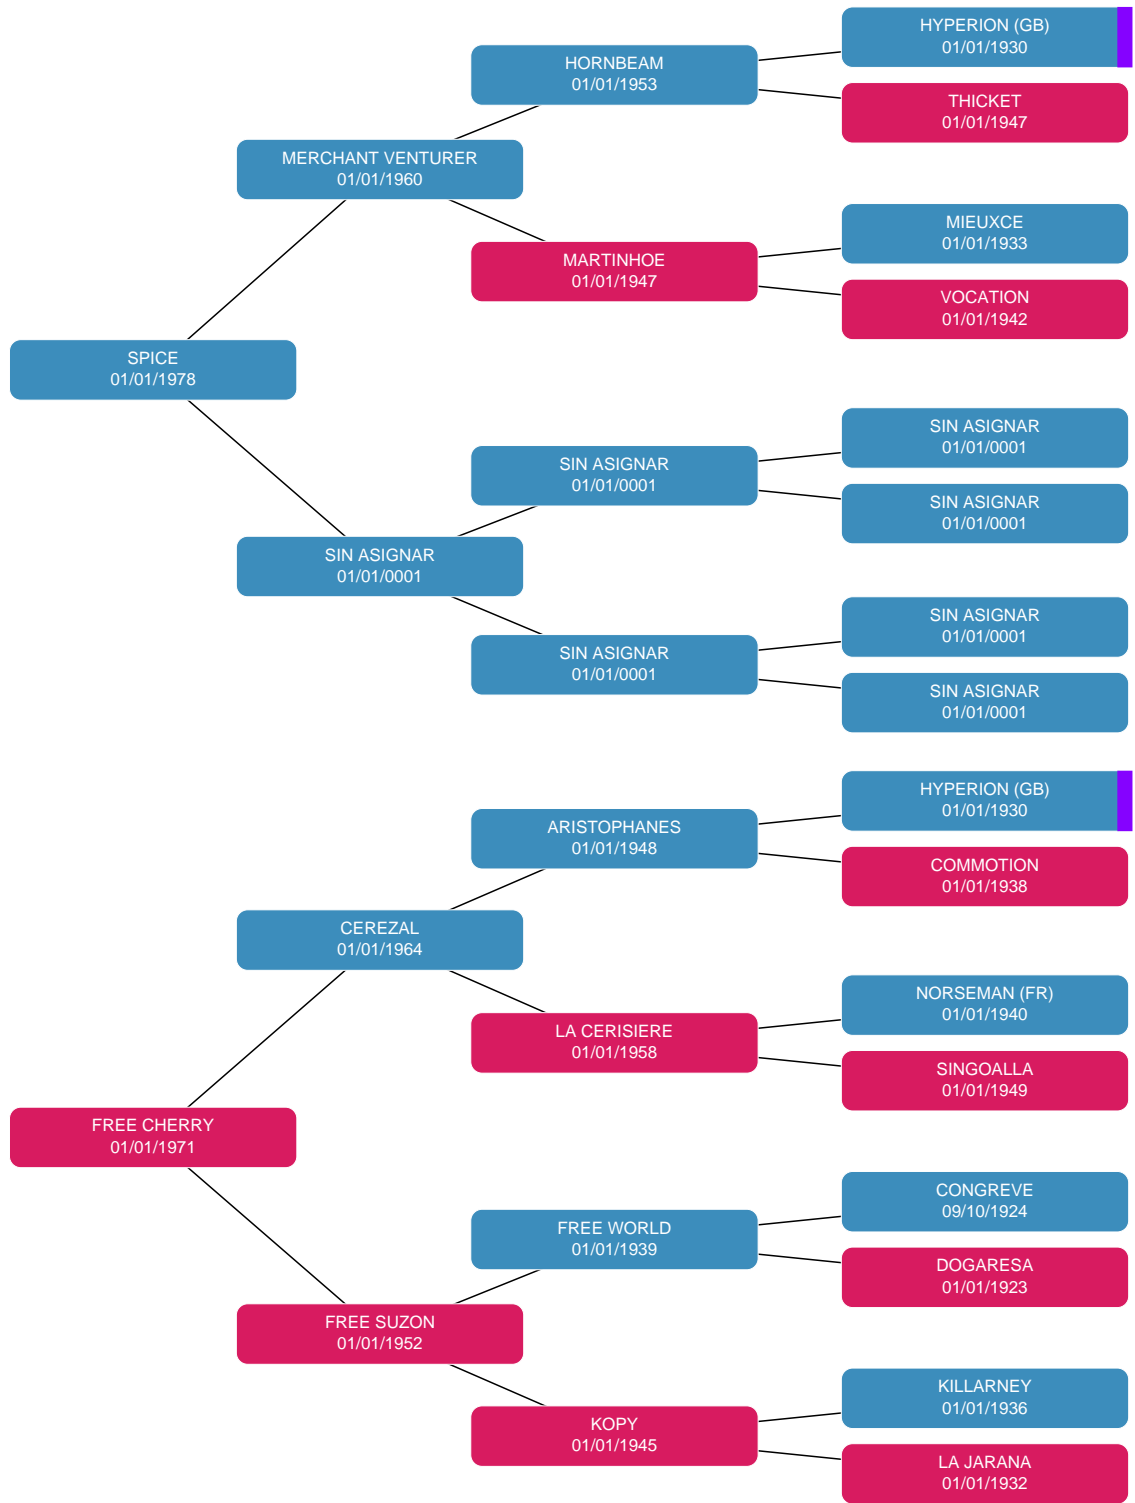 HYPERION (GB)
01/01/1930
HORNBEAM
01/01/1953
THICKET
01/01/1947
MERCHANT VENTURER
01/01/1960
MIEUXCE
01/01/1933
MARTINHOE
01/01/1947
VOCATION
01/01/1942
SPICE
01/01/1978
SIN ASIGNAR
01/01/0001
SIN ASIGNAR
01/01/0001
SIN ASIGNAR
01/01/0001
SIN ASIGNAR
01/01/0001
SIN ASIGNAR
01/01/0001
SIN ASIGNAR
01/01/0001
SIN ASIGNAR
01/01/0001
HYPERION (GB)
01/01/1930
ARISTOPHANES
01/01/1948
COMMOTION
01/01/1938
CEREZAL
01/01/1964
NORSEMAN (FR)
01/01/1940
LA CERISIERE
01/01/1958
SINGOALLA
01/01/1949
FREE CHERRY
01/01/1971
CONGREVE
09/10/1924
FREE WORLD
01/01/1939
DOGARESA
01/01/1923
FREE SUZON
01/01/1952
KILLARNEY
01/01/1936
KOPY
01/01/1945
LA JARANA
01/01/1932